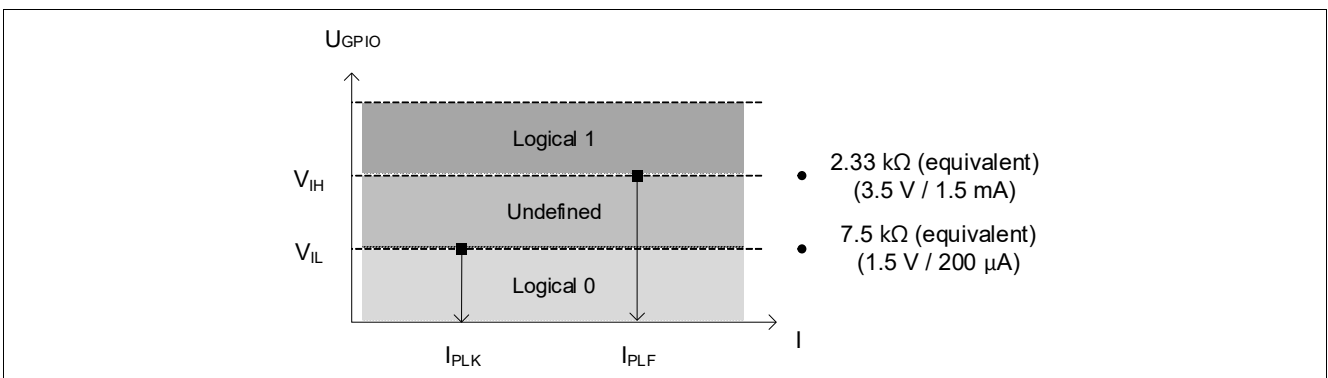 UGPIO
Logical 1
VIH
2.33 kΩ (equivalent)
(3.5 V / 1.5 mA)
Undefined
VIL
7.5 kΩ (equivalent)
(1.5 V / 200 μA)
Logical 0
I
IPLK
IPLF